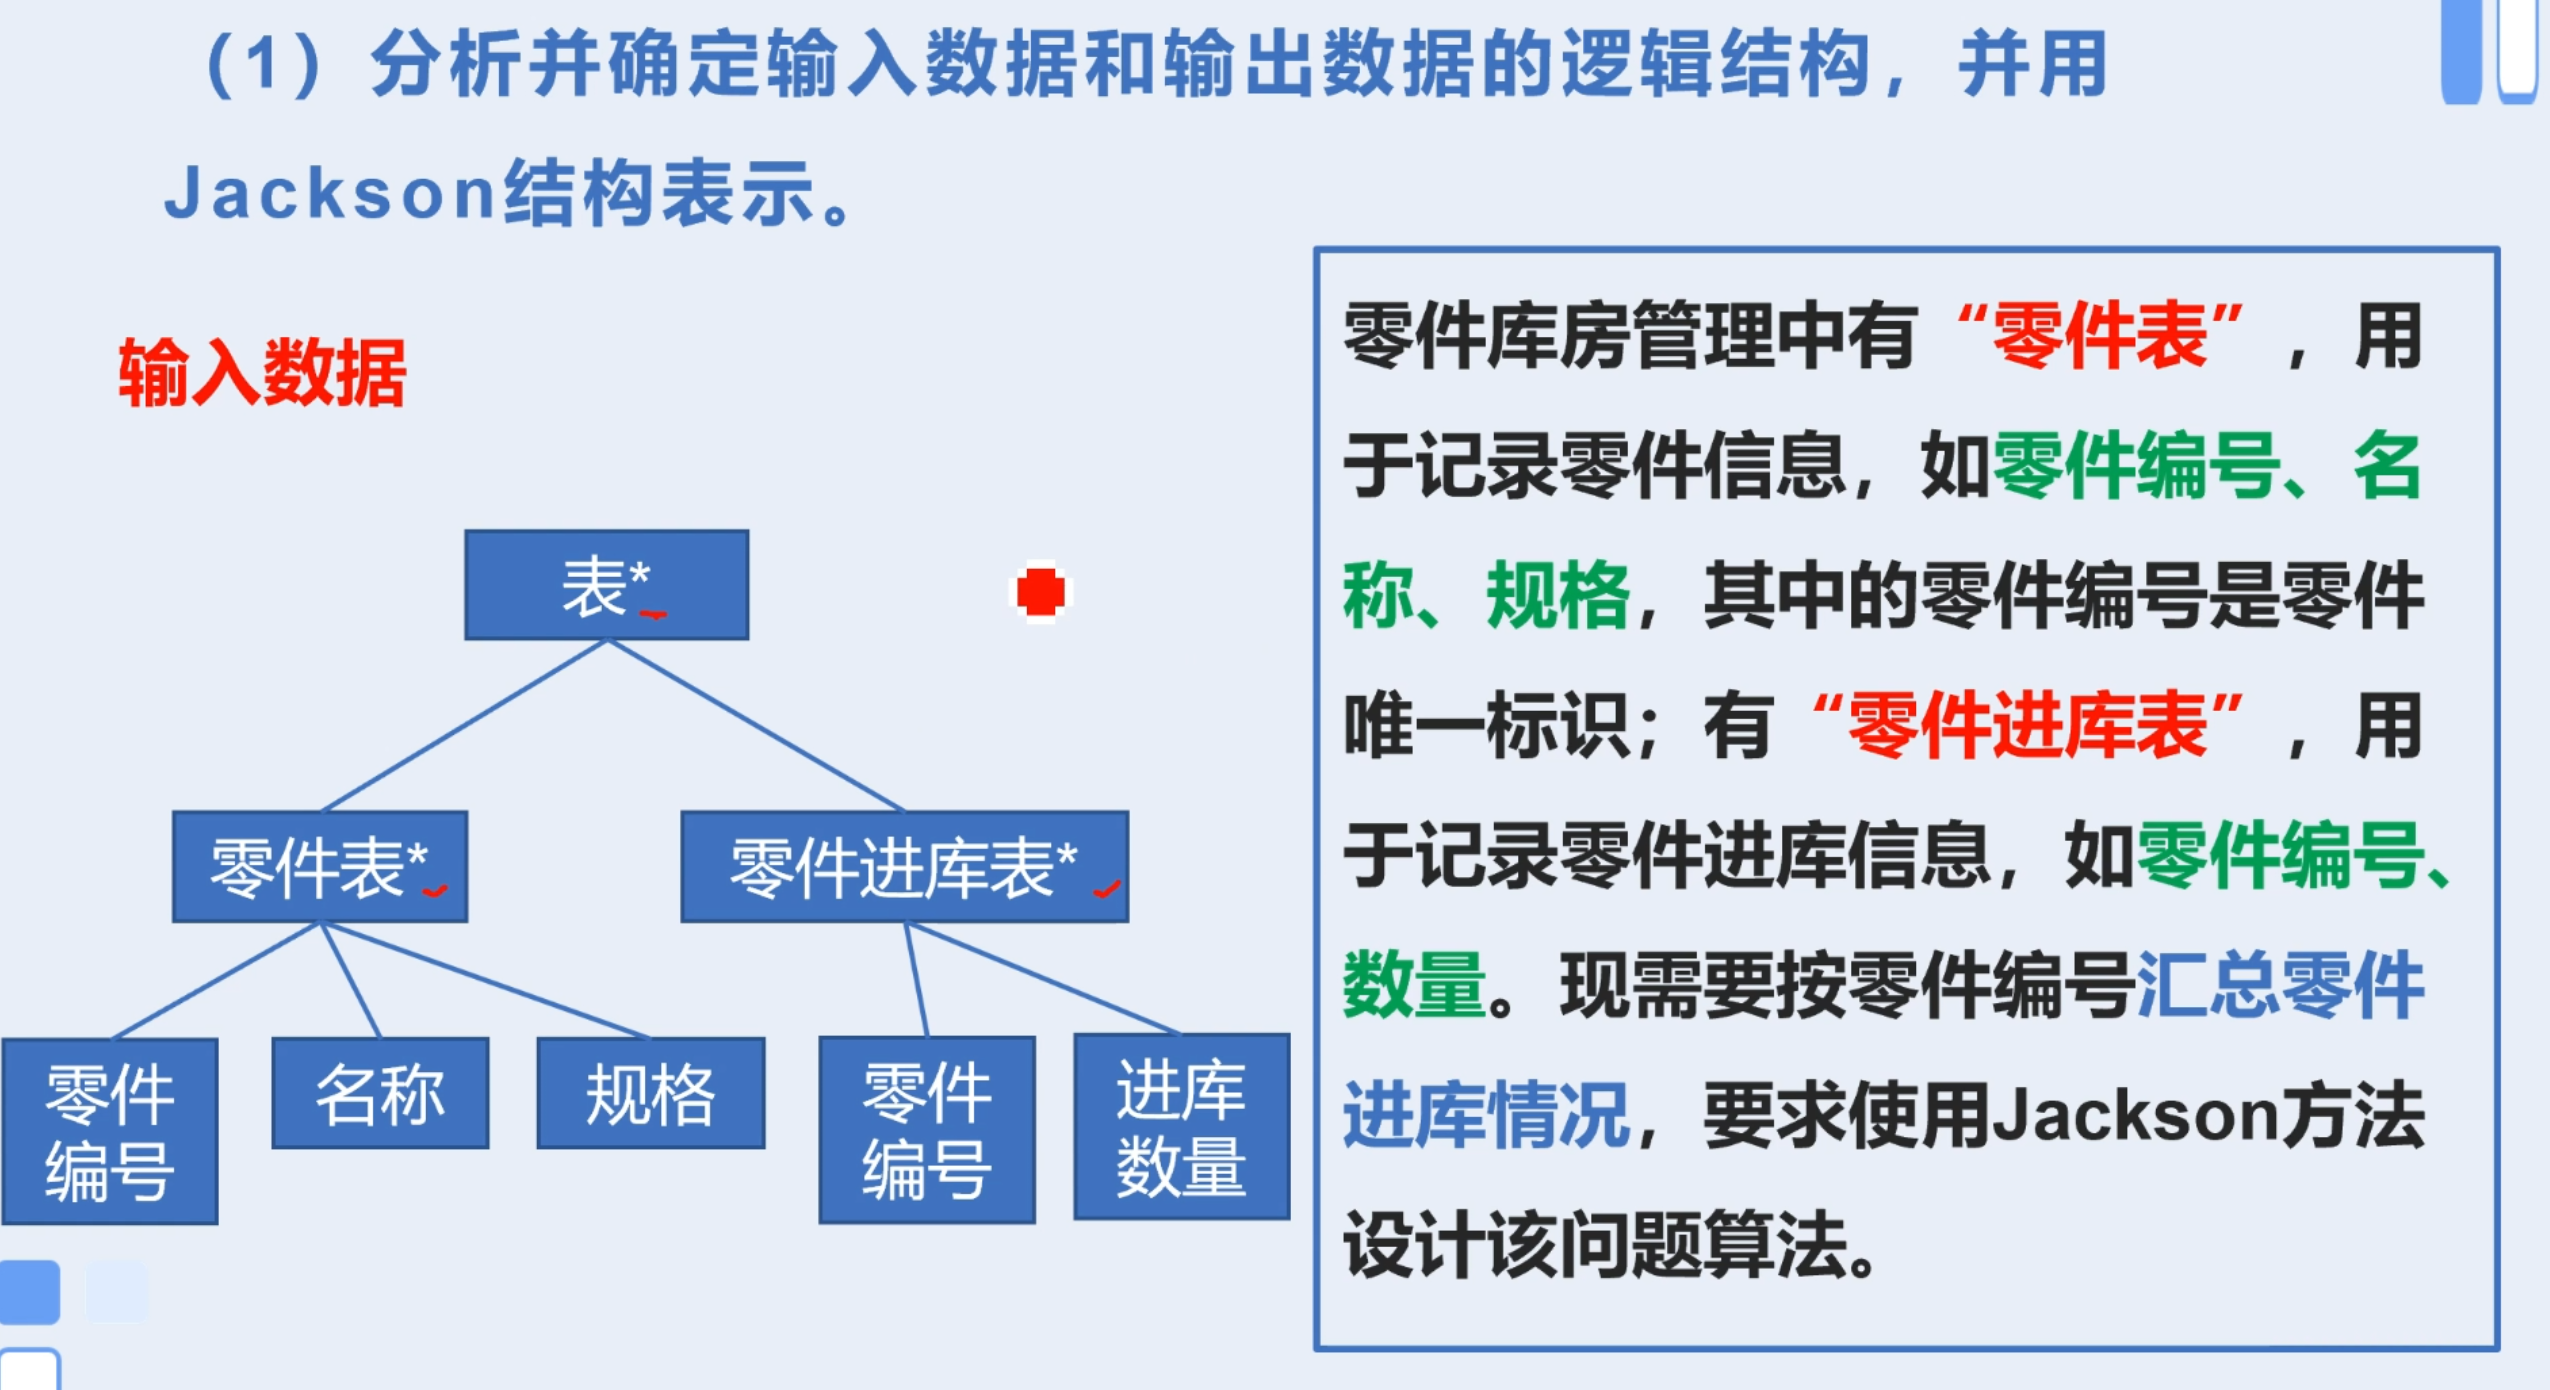 （1）分析并确定输入数据和输出数据的逻辑结构，并用
Jackson结构表示。
输入数据
表*
零件表*
零件进库表*
零件
编号
名称
规格
零件
编号
进库
数量
零件库房管理中有“零件表”，用
于记录零件信息，如零件编号、名
称、规格，其中的零件编号是零件
唯一标识；有“零件进库表”，用
于记录零件进库信息，如零件编号、
数量。现需要按零件编号汇总零件
进库情况，要求使用Jackson方法
设计该问题算法。